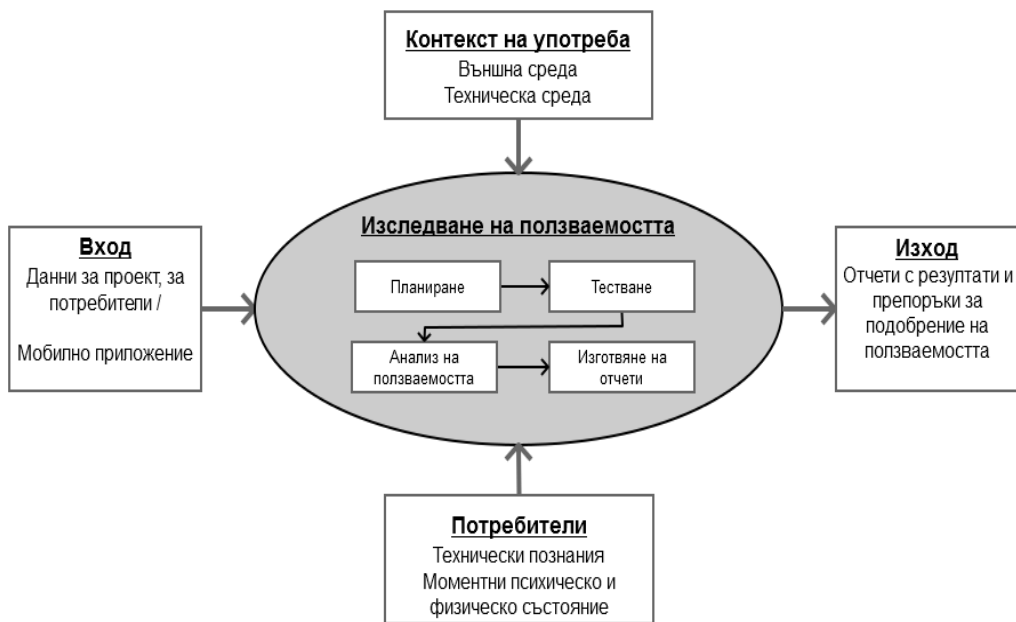 Контекст на употреба
Външна среда
Техническа среда
Вход
Данни за проект, за
потребители /
Мобилно приложение
Изследване на ползваемостта
Планиране
Тестване
Анализ на
ползваемостта
Изготвяне на
отчети
Изход
Отчети с резултати и
препоръки за
подобрение на
ползваемостта
Потребители
Технически познания
Моментни психическо и
физическо състояние